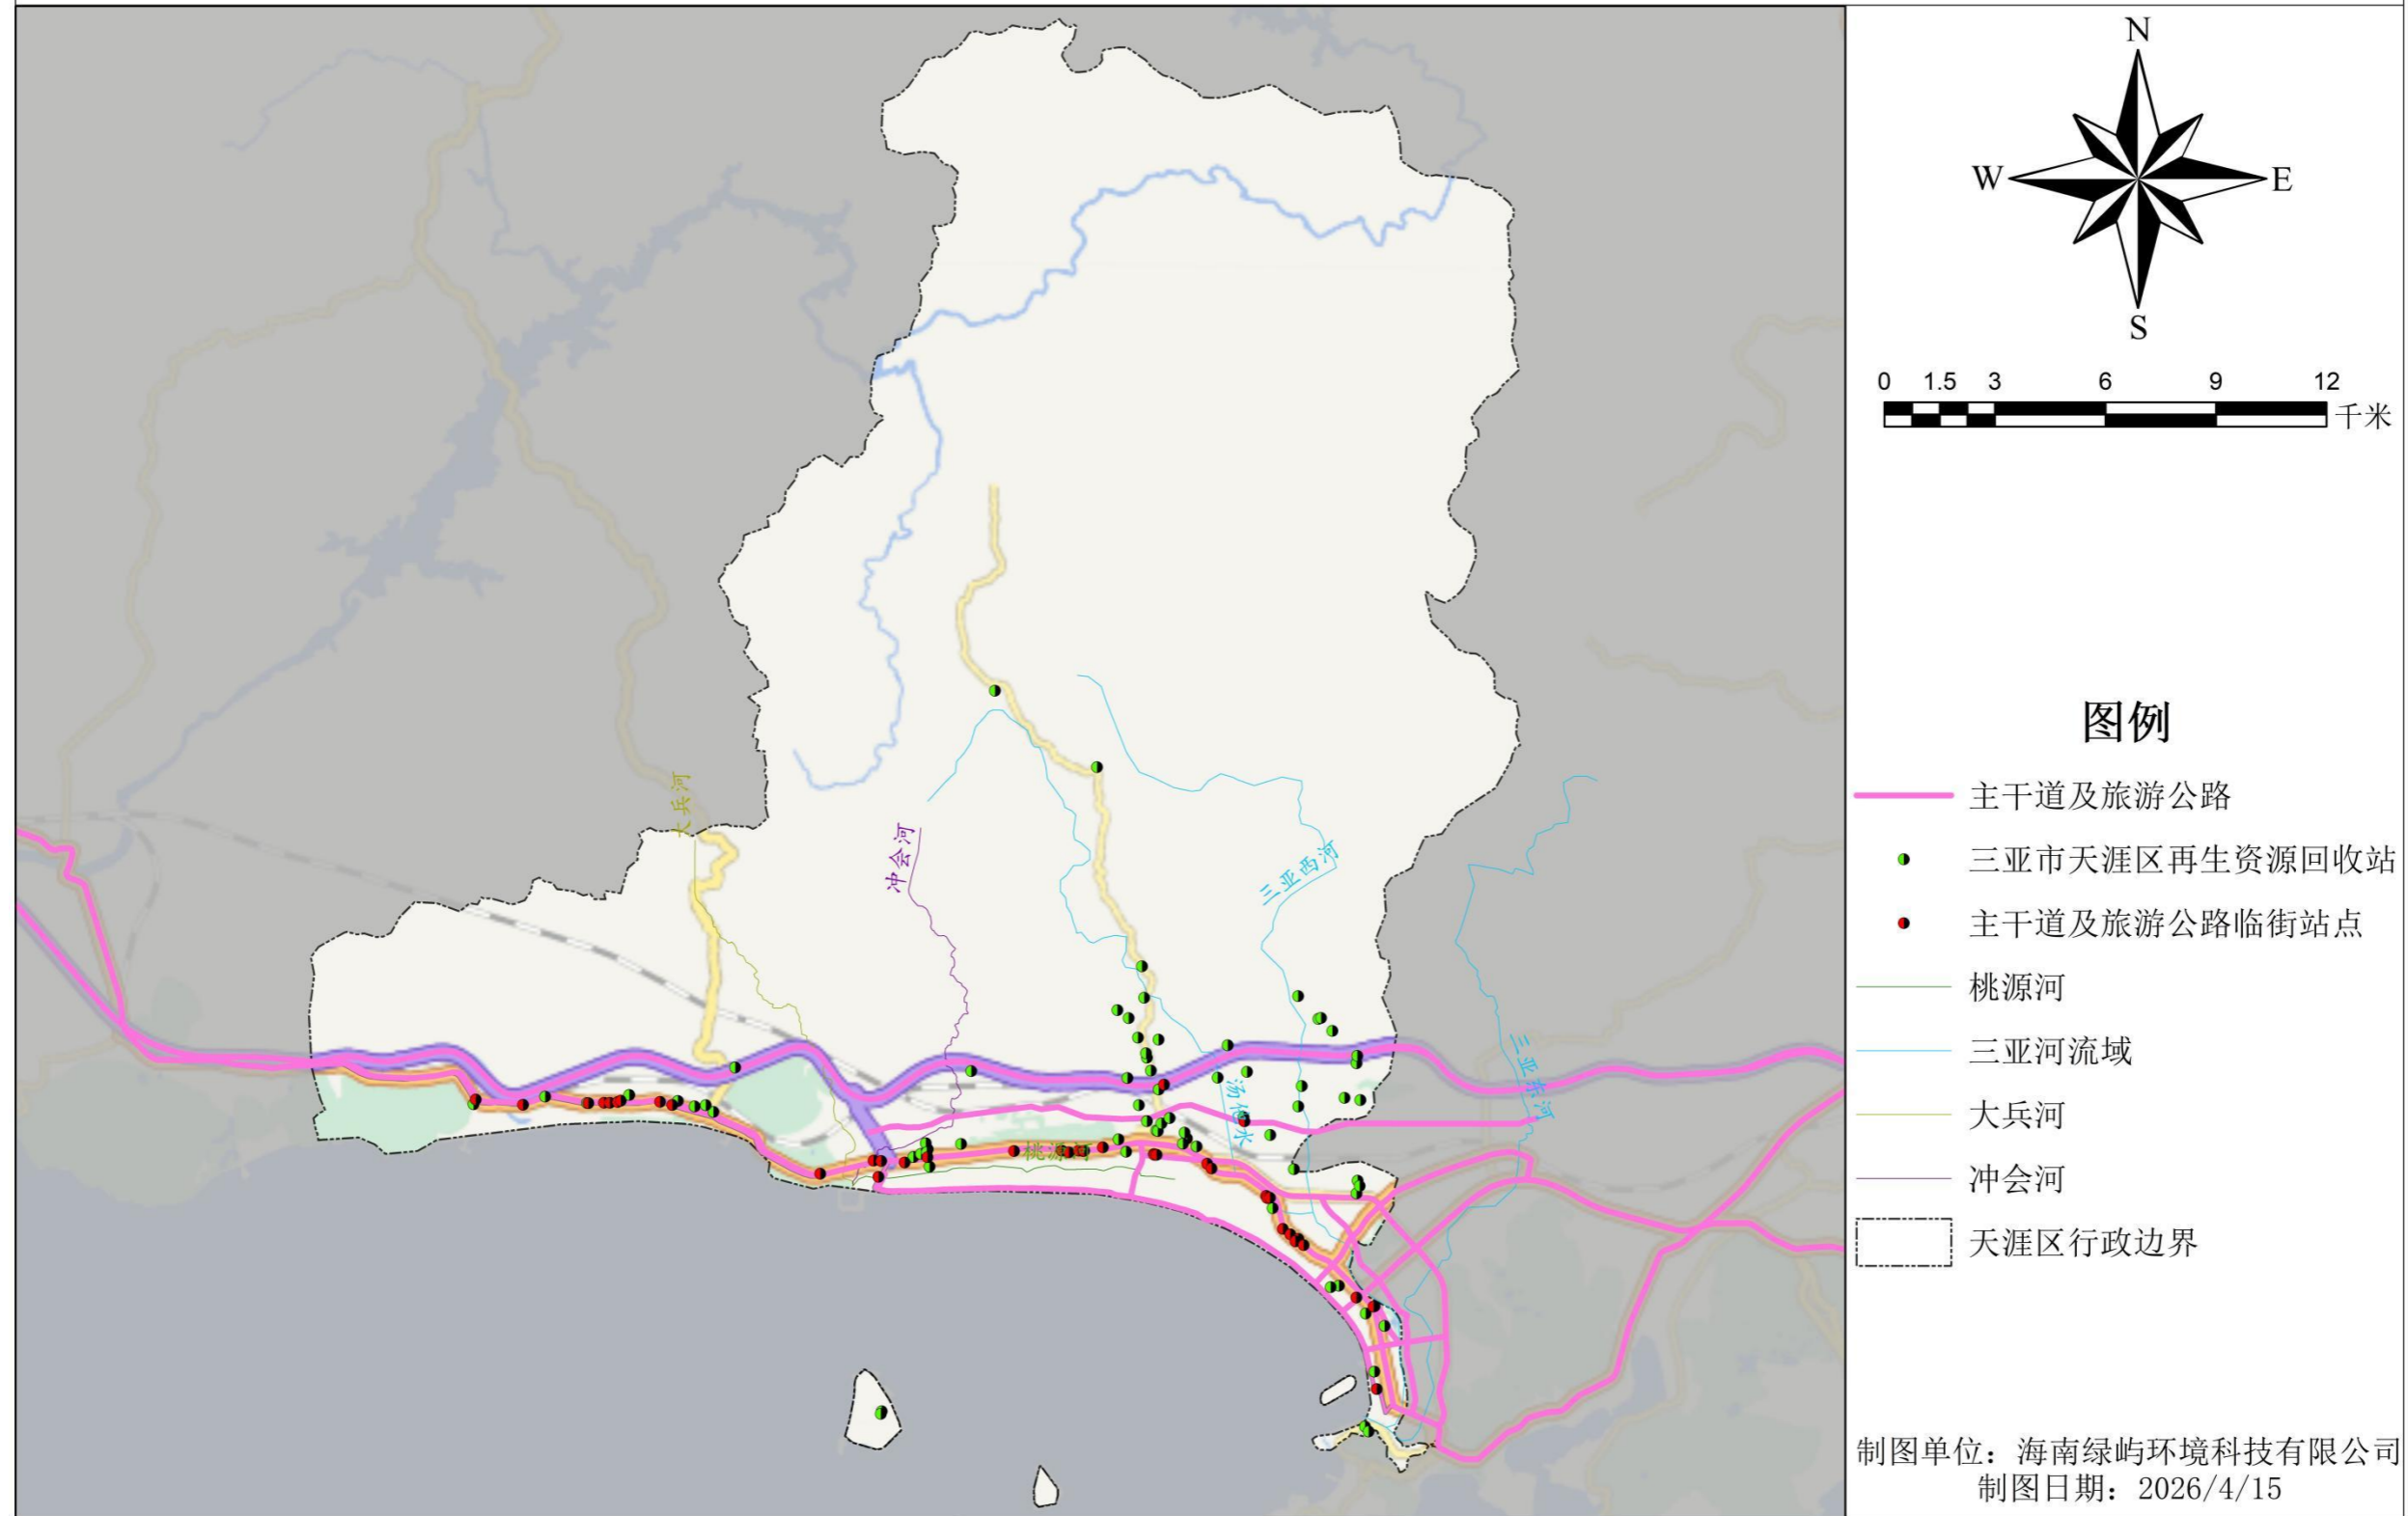 N
W
E
S
0 1.5 3 6 9 12
千米
图例
主干道及旅游公路
三亚市天涯区再生资源回收站
主干道及旅游公路临街站点
桃源河
三亚河流域
大兵河
冲会河
天涯区行政边界
制图单位：海南绿屿环境科技有限公司
制图日期：2026/4/15
大兵河
冲会河
三亚西河
三亚东河
汤他水
桃源河